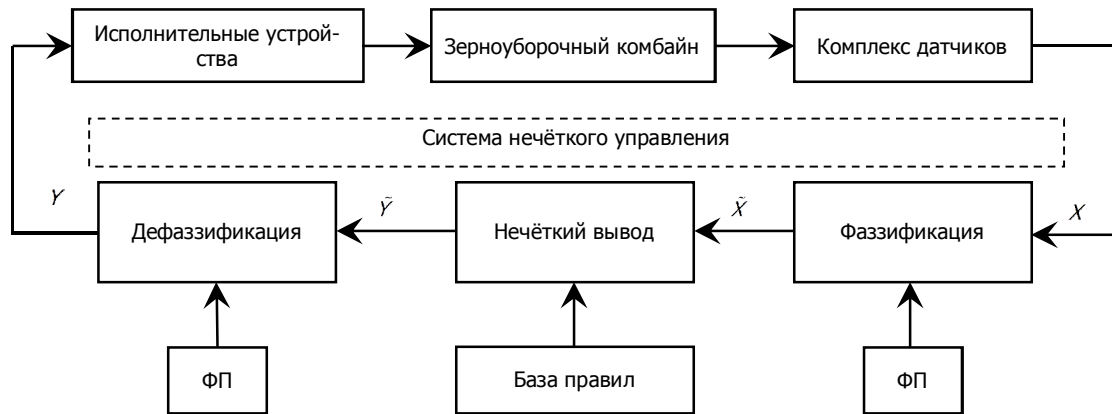 Исполнительные устрой-
ства
Зерноуборочный комбайн
Комплекс датчиков
Система нечёткого управления
Y
Дефаззификация
Ỹ
Нечёткий вывод
X̃
Фаззификация
X
ФП
База правил
ФП